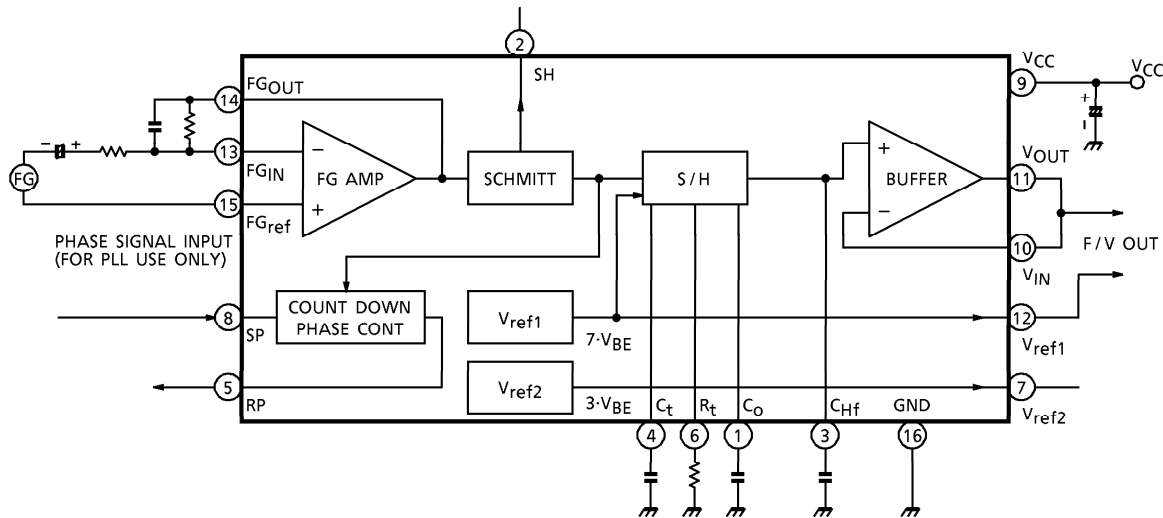 2
SH
VCC
9
VCC
+
-
14
FGOUT
- +
13
FGIN
FG
15
FGref
-
FG AMP
+
SCHMITT
S/H
+
BUFFER
-
VOUT
11
10
VIN
F/V OUT
PHASE SIGNAL INPUT
(FOR PLL USE ONLY)
8
SP
COUNT DOWN
PHASE CONT
Vref1
7·VBE
12
Vref1
5
RP
Vref2
3·VBE
7
Vref2
Ct
Rt
Co
CHf
GND
4
6
1
3
16